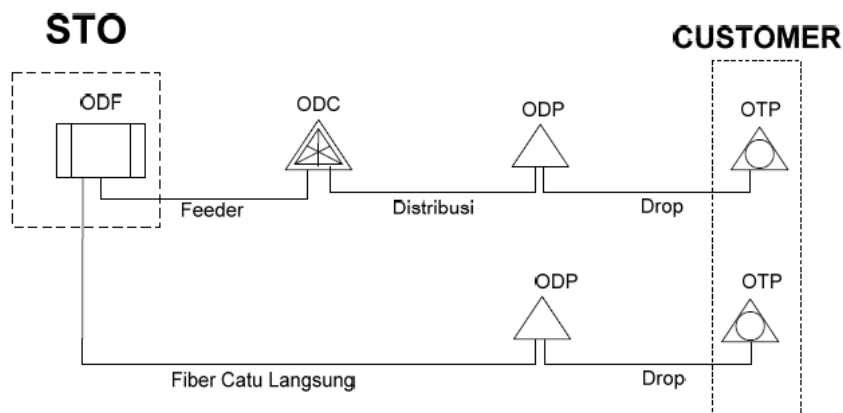 STO
CUSTOMER
ODF
ODC
ODP
OTP
Feeder
Distribusi
Drop
ODP
OTP
Fiber Catu Langsung
Drop